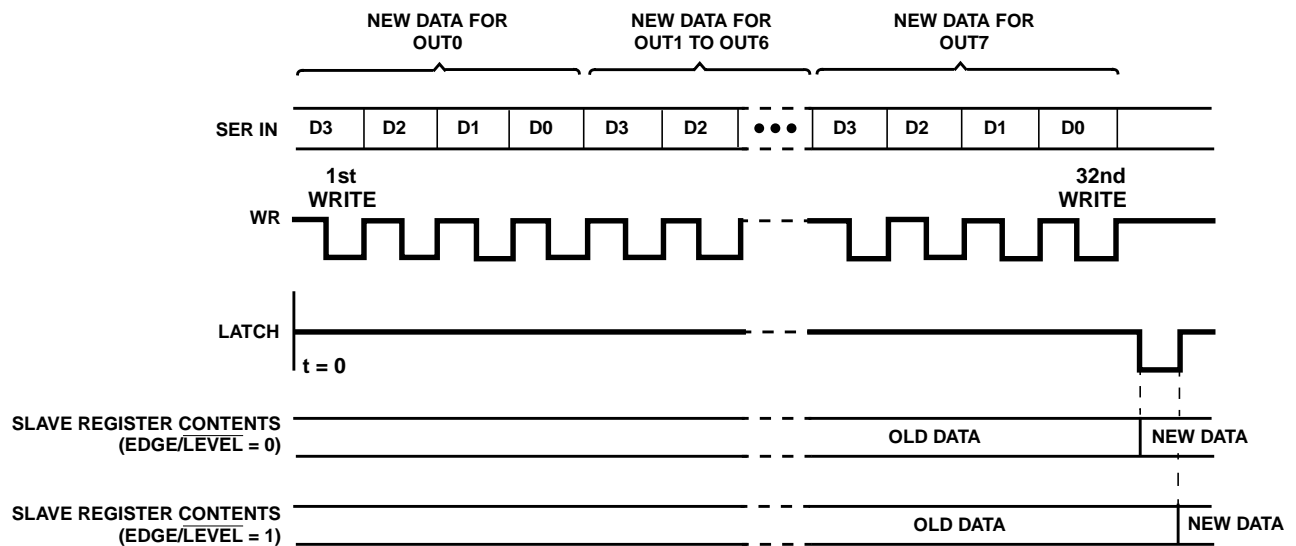 NEW DATA FOR
OUT0
NEW DATA FOR
OUT1 TO OUT6
NEW DATA FOR
OUT7
SER IN
D3 D2 D1 D0 D3 D2 ••• D3 D2 D1 D0
1st
WRITE
32nd
WRITE
WR
LATCH
t = 0
SLAVE REGISTER CONTENTS
(EDGE/LEVEL = 0)
OLD DATA
NEW DATA
SLAVE REGISTER CONTENTS
(EDGE/LEVEL = 1)
OLD DATA
NEW DATA